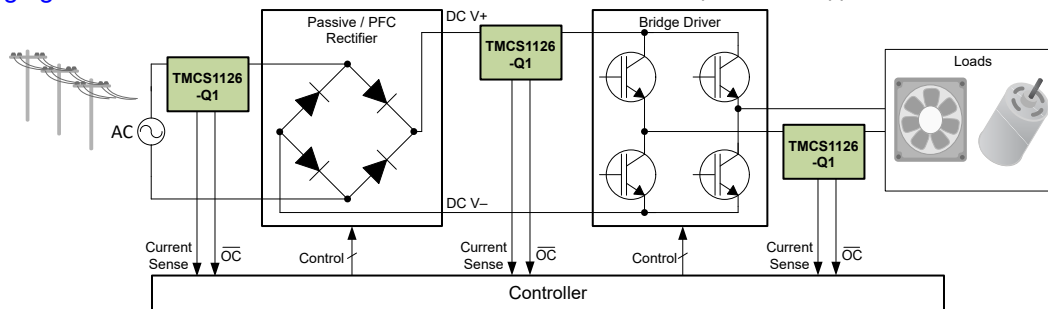 DC V+
Passive / PFC
Rectifier
Bridge Driver
TMCS1126
-Q1
TMCS1126
-Q1
Loads
AC
TMCS1126
-Q1
DC V–
Current
Sense
OC
Control
Current
Sense
OC
Control
Current
Sense
OC
Controller